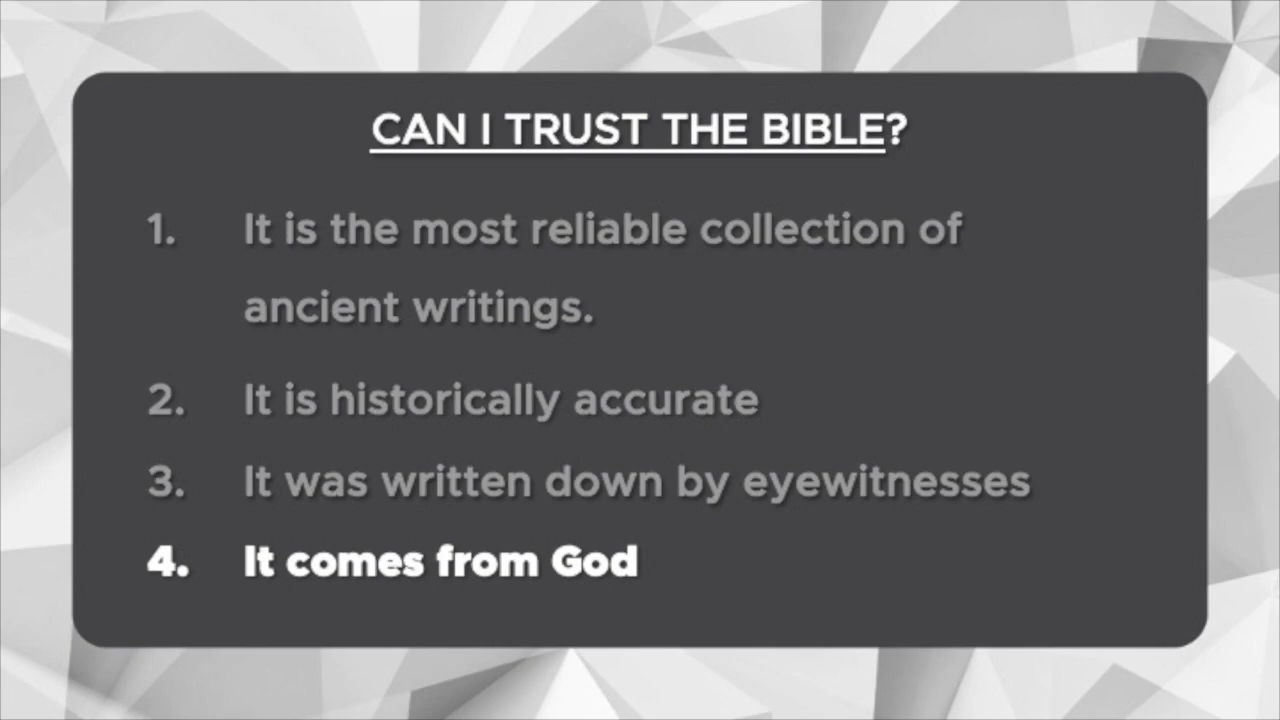 CAN I TRUST THE BIBLE?
1. It is the most reliable collection of
ancient writings.
2. It is historically accurate
3. It was written down by eyewitnesses
4. It comes from God